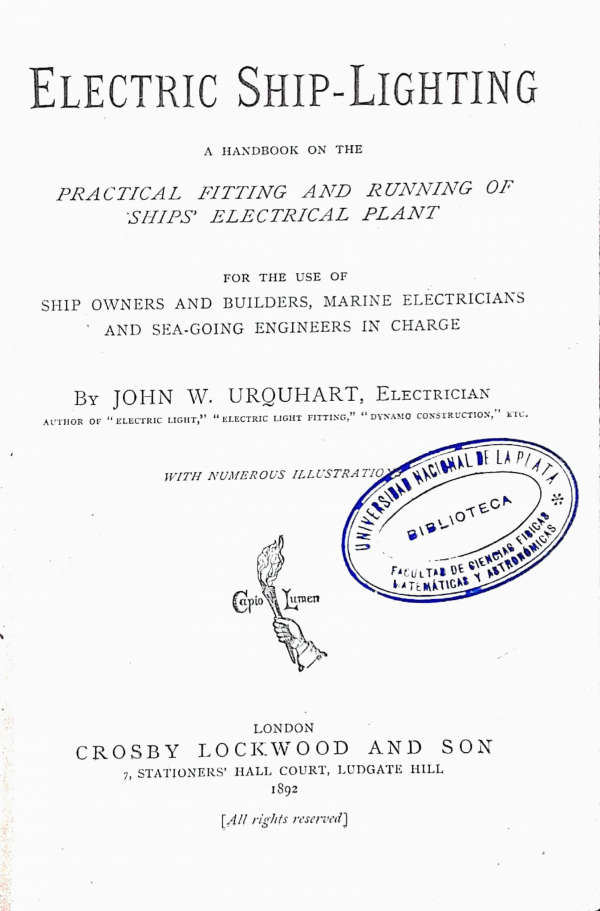 ELECTRIC SHIP-LIGHTING
A HANDBOOK ON THE
PRACTICAL FITTING AND RUNNING OF
SHIPS' ELECTRICAL PLANT
FOR THE USE OF
SHIP OWNERS AND BUILDERS, MARINE ELECTRICIANS
AND SEA-GOING ENGINEERS IN CHARGE
BY JOHN W. URQUHART, ELECTRICIAN
AUTHOR OF "ELECTRIC LIGHT," "ELECTRIC LIGHT FITTING," "DYNAMO CONSTRUCTION," ETC.
WITH NUMEROUS ILLUSTRATIONS
UNIVERSIDAD NACIONAL DE LA PLATA
BIBLIOTECA
FACULTAD DE CIENCIAS FISICAS
MATEMÁTICAS Y ASTRONÓMICAS
Capio Lumen
LONDON
CROSBY LOCKWOOD AND SON
7, STATIONERS' HALL COURT, LUDGATE HILL
1892
[All rights reserved]